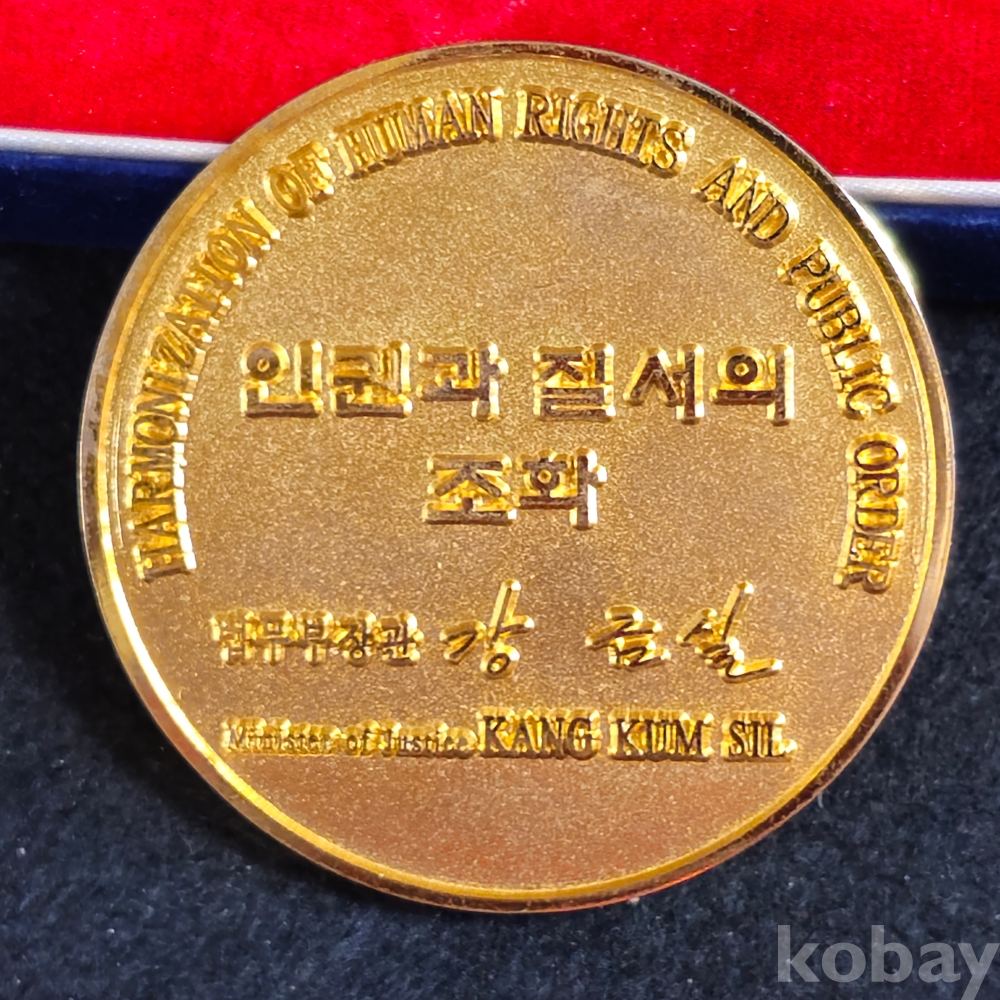 HARMONIZATION OF HUMAN RIGHTS AND PUBLIC ORDER
인권과 질서의
조화
법무부장관 강 금 실
Minister of Justice KANG KUM SIL
kobay